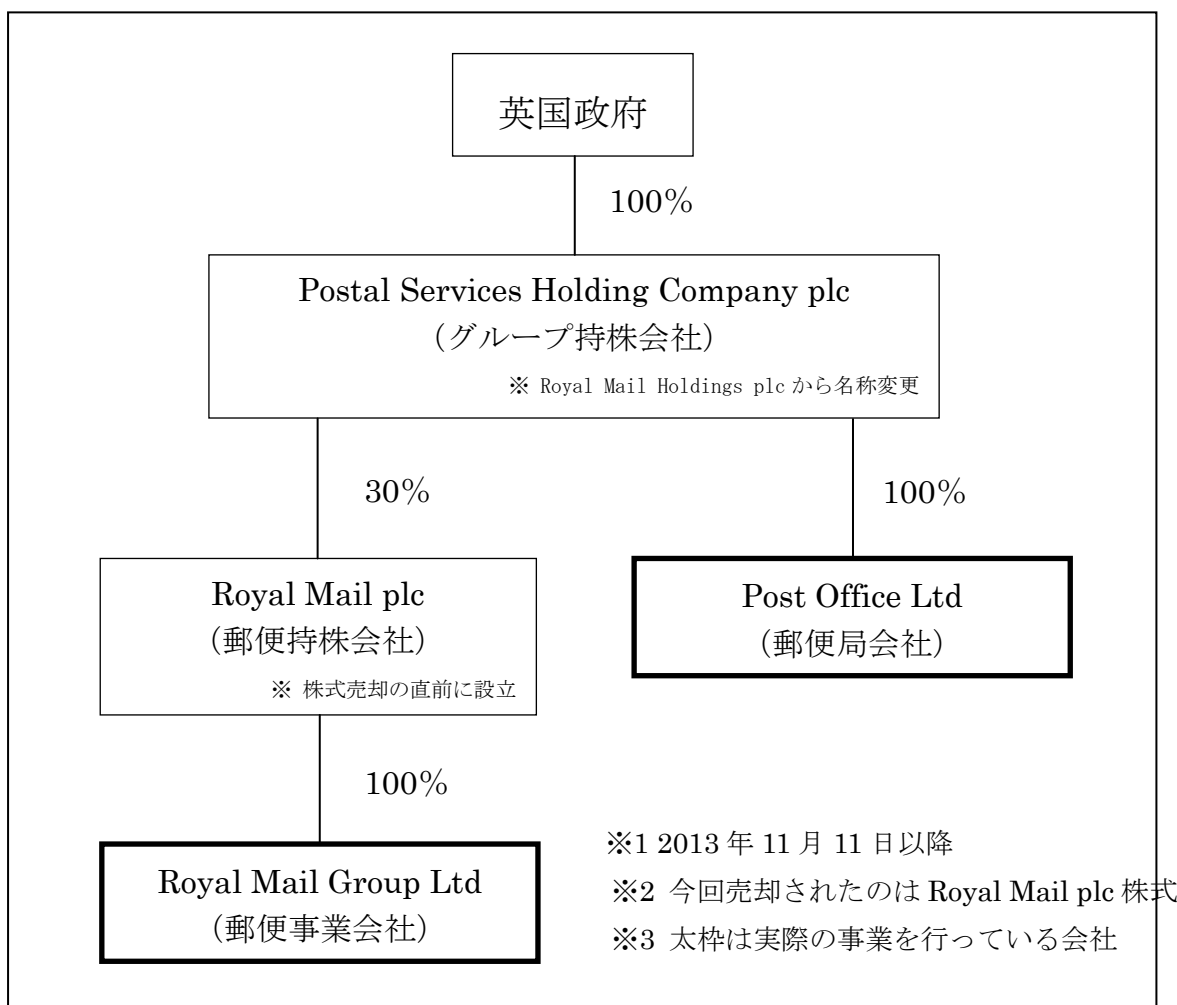 英国政府
100%
Postal Services Holding Company plc
(グループ持株会社)
※ Royal Mail Holdings plc から名称変更
30%
100%
Royal Mail plc
(郵便持株会社)
※ 株式売却の直前に設立
Post Office Ltd
(郵便局会社)
100%
Royal Mail Group Ltd
(郵便事業会社)
※1 2013 年 11 月 11 日以降
※2 今回売却されたのは Royal Mail plc 株式
※3 太枠は実際の事業を行っている会社